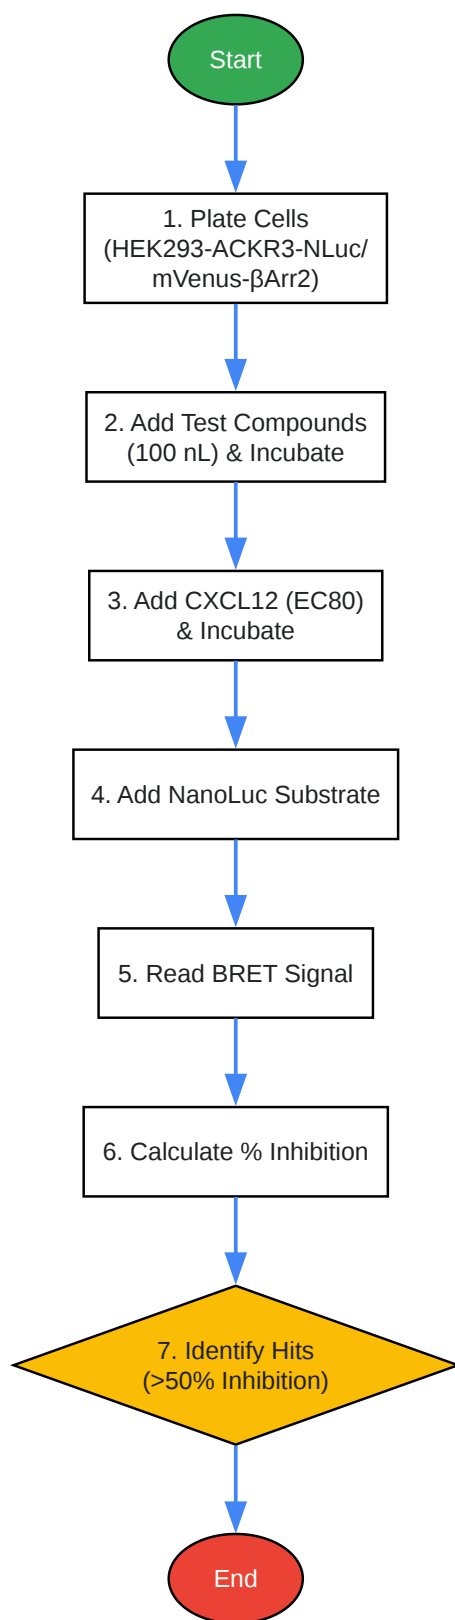 Start
1. Plate Cells
(HEK293-ACKR3-NLuc/
mVenus-βArr2)
2. Add Test Compounds
(100 nL) & Incubate
3. Add CXCL12 (EC80)
& Incubate
4. Add NanoLuc Substrate
5. Read BRET Signal
6. Calculate % Inhibition
7. Identify Hits
(>50% Inhibition)
End